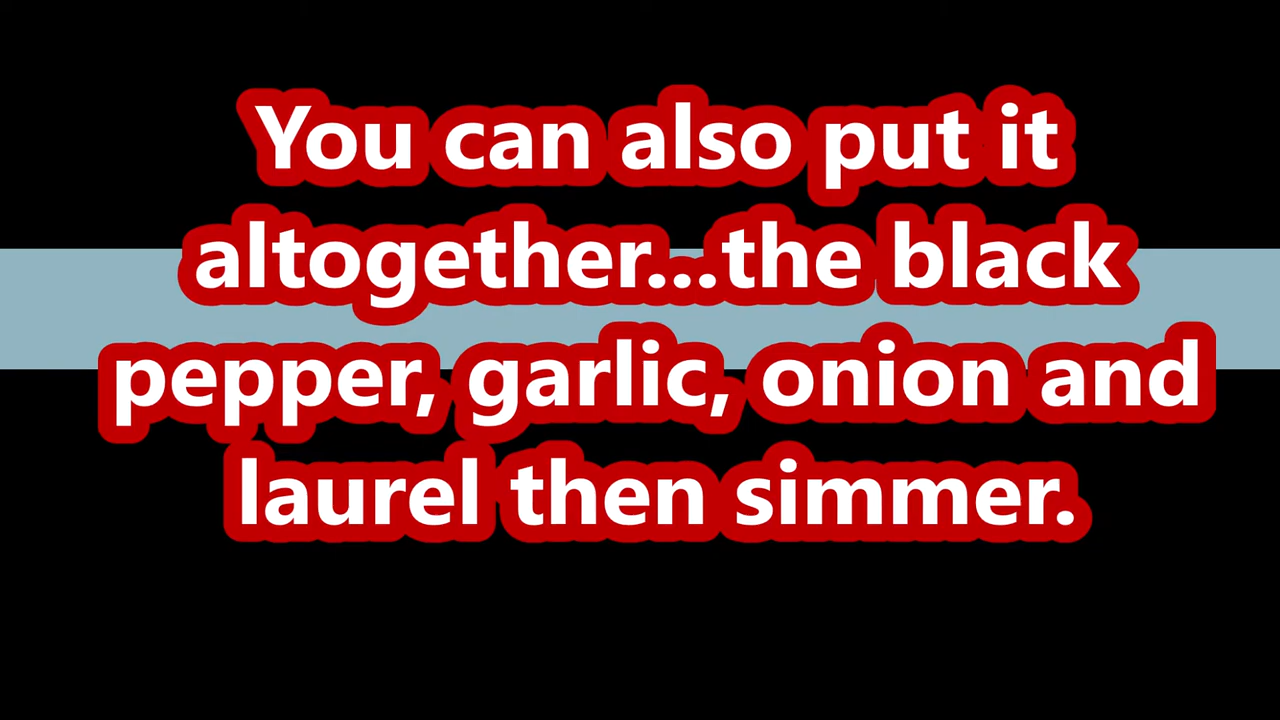 You can also put it
altogether...the black
pepper, garlic, onion and
laurel then simmer.